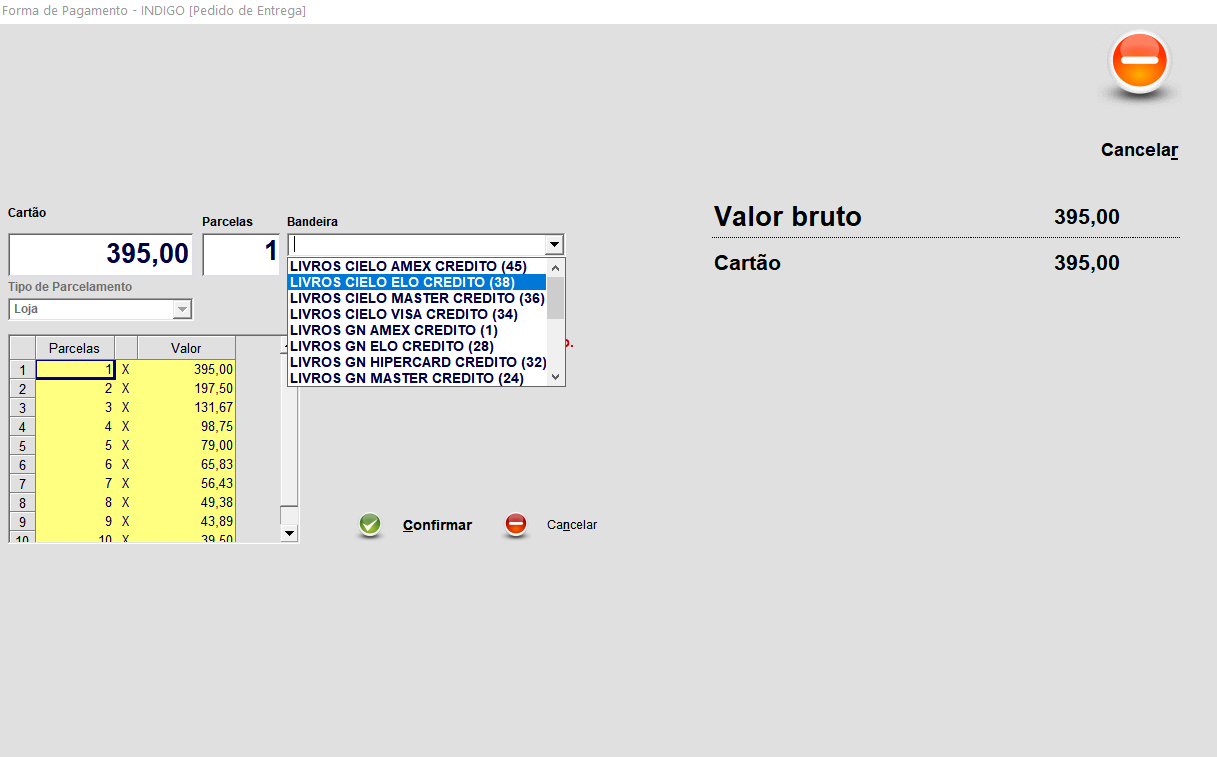 Forma de Pagamento - INDIGO [Pedido de Entrega]
Cancelar
Cartão
Parcelas
Bandeira
395,00
1
Valor bruto 395,00
Cartão 395,00
Tipo de Parcelamento
Loja
LIVROS CIELO AMEX CREDITO (45)
LIVROS CIELO ELO CREDITO (38)
LIVROS CIELO MASTER CREDITO (36)
LIVROS CIELO VISA CREDITO (34)
LIVROS GN AMEX CREDITO (1)
LIVROS GN ELO CREDITO (28)
LIVROS GN HIPERCARD CREDITO (32)
LIVROS GN MASTER CREDITO (24)
Parcelas Valor
1 1 X 395,00
2 2 X 197,50
3 3 X 131,67
4 4 X 98,75
5 5 X 79,00
6 6 X 65,83
7 7 X 56,43
8 8 X 49,38
9 9 X 43,89
10 10 X 39,50
Confirmar
Cancelar